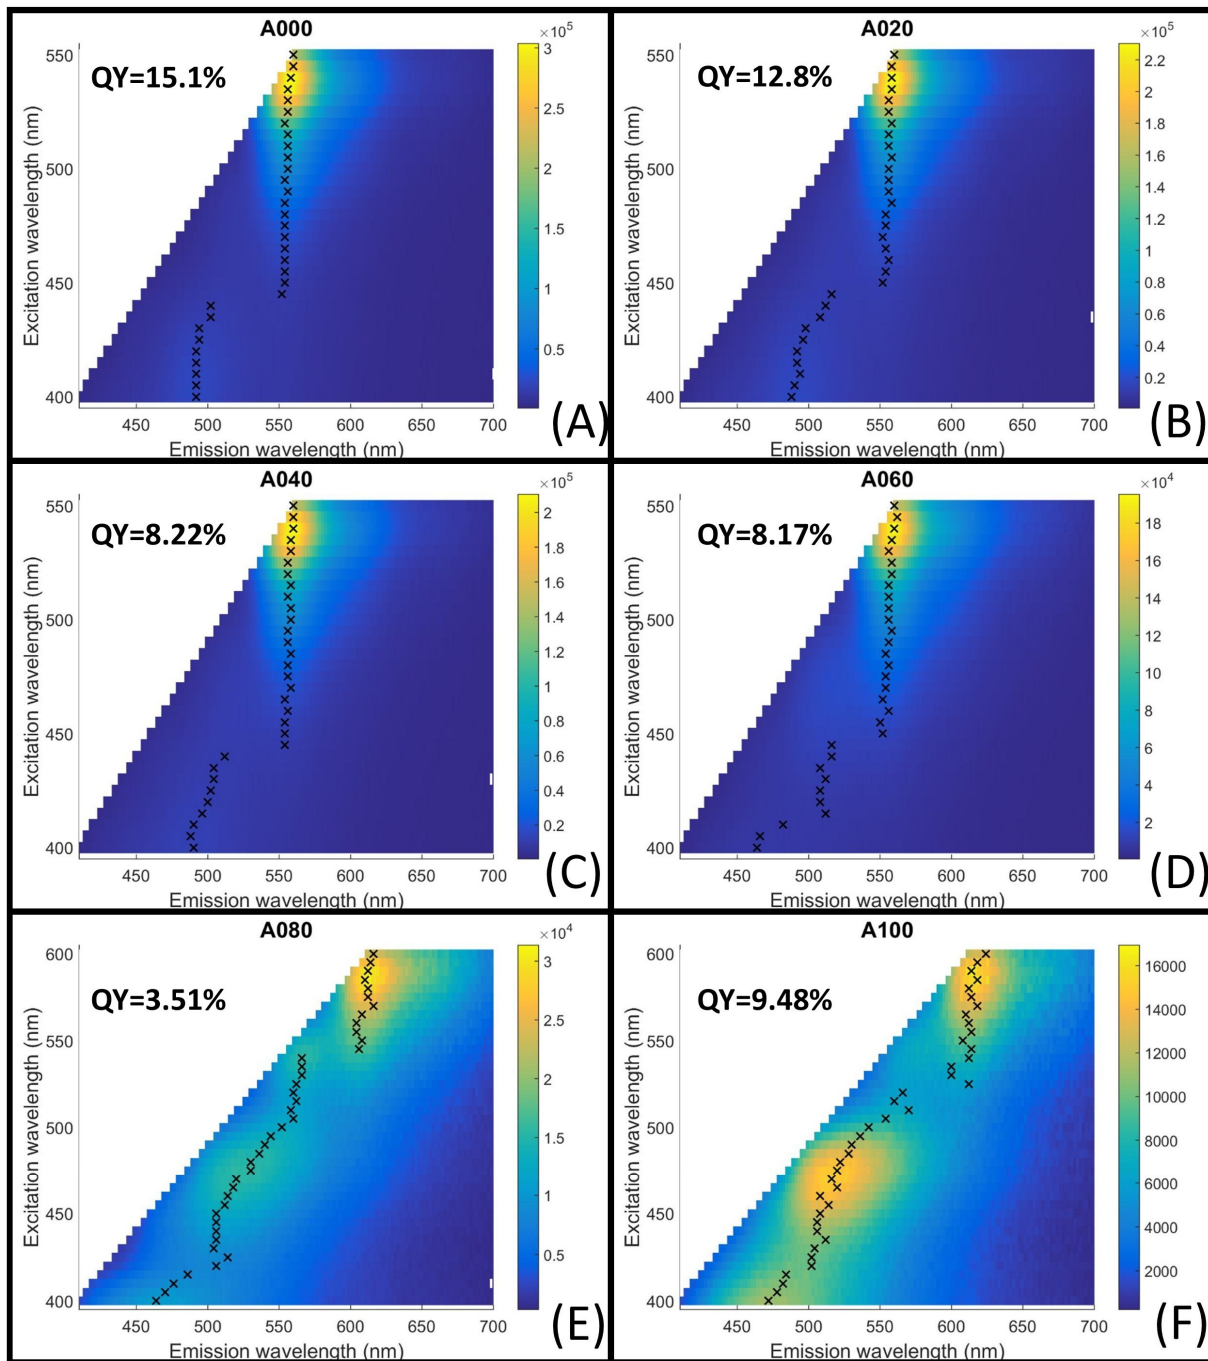 A000
×10⁵
QY=15.1%
550
500
450
400
Excitation wavelength (nm)
450 500 550 600 650 700
Emission wavelength (nm)
3
2.5
2
1.5
1
0.5
(A)
A020
×10⁵
QY=12.8%
550
500
450
400
Excitation wavelength (nm)
450 500 550 600 650 700
Emission wavelength (nm)
2.2
2
1.8
1.6
1.4
1.2
1
0.8
0.6
0.4
0.2
(B)
A040
×10⁵
QY=8.22%
550
500
450
400
Excitation wavelength (nm)
450 500 550 600 650 700
Emission wavelength (nm)
2
1.8
1.6
1.4
1.2
1
0.8
0.6
0.4
0.2
(C)
A060
×10⁴
QY=8.17%
550
500
450
400
Excitation wavelength (nm)
450 500 550 600 650 700
Emission wavelength (nm)
18
16
14
12
10
8
6
4
2
(D)
A080
×10⁴
QY=3.51%
600
550
500
450
400
Excitation wavelength (nm)
450 500 550 600 650 700
Emission wavelength (nm)
3
2.5
2
1.5
1
0.5
(E)
A100
QY=9.48%
600
550
500
450
400
Excitation wavelength (nm)
450 500 550 600 650 700
Emission wavelength (nm)
16000
14000
12000
10000
8000
6000
4000
2000
(F)